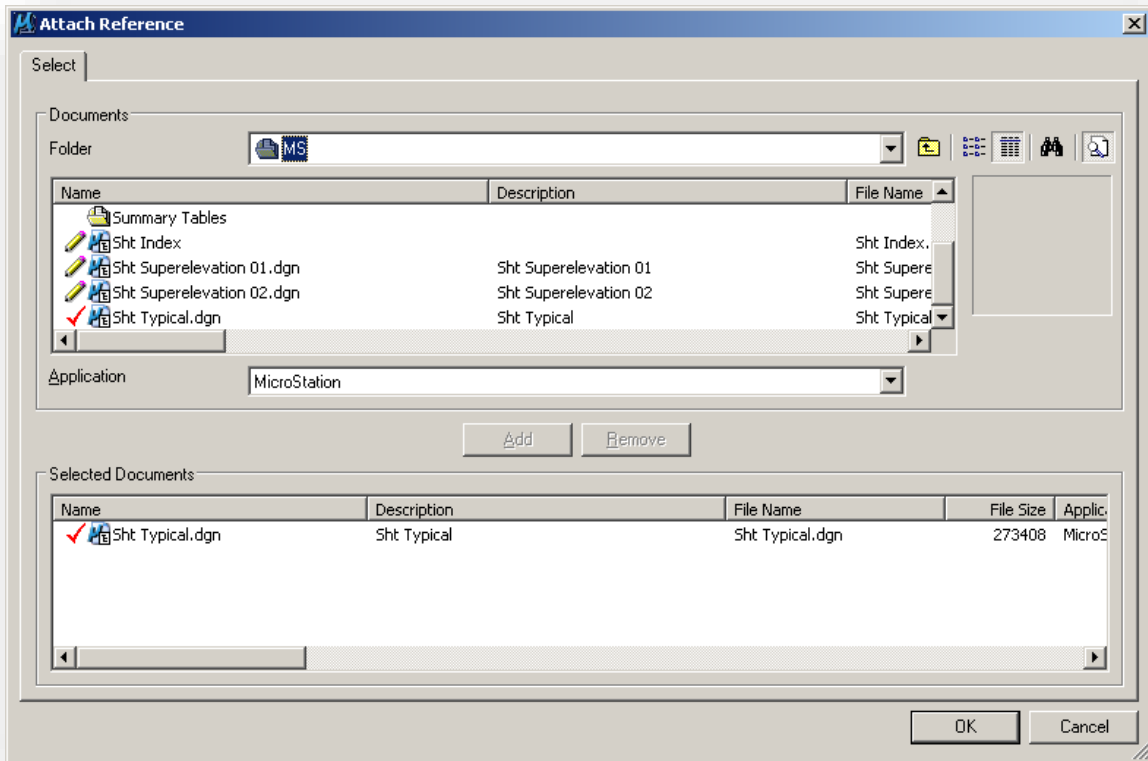 Attach Reference
Select
Documents
Folder
MS
Name Description File Name
Summary Tables
Sht Index Sht Index.
Sht Superelevation 01.dgn Sht Superelevation 01 Sht Supere
Sht Superelevation 02.dgn Sht Superelevation 02 Sht Supere
Sht Typical.dgn Sht Typical Sht Typical
Application
MicroStation
Add Remove
Selected Documents
Name Description File Name File Size Applic
Sht Typical.dgn Sht Typical Sht Typical.dgn 273408 MicroS
OK Cancel